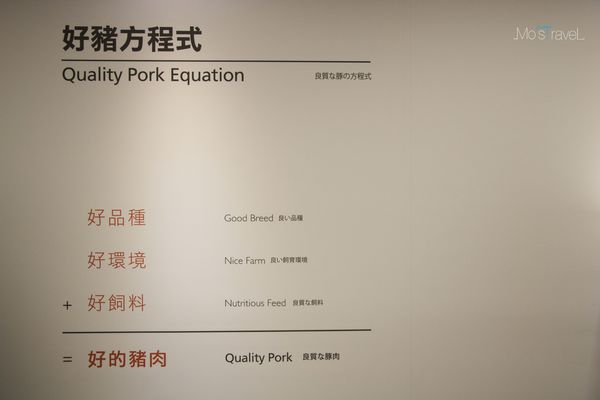 好豬方程式
Quality Pork Equation 良質な豚の方程式
好品種 Good Breed 良い品種
好環境 Nice Farm 良い飼育環境
+ 好飼料 Nutritious Feed 良質な飼料
= 好的豬肉 Quality Pork 良質な豚肉
Mo'sTravel